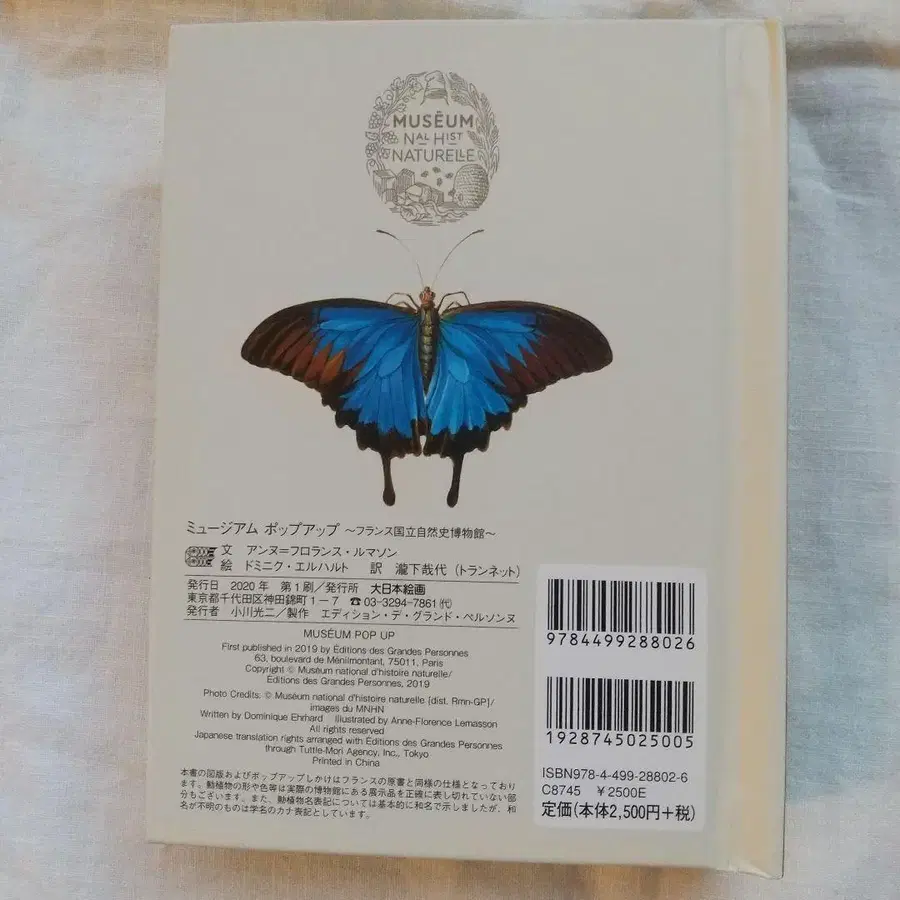 MUSĒUM
NAL HIST
NATURELLE
ミュージアム ポップアップ ~フランス国立自然史博物館~
文 アンヌ=フロランス・ルマソン
絵 ドミニク・エルハルト 訳 瀧下哉代(トランネット)
発行日 2020年 第1刷/発行所 大日本絵画
東京都千代田区神田錦町1-7 ☎03-3294-7861㈹
発行者 小川光二/製作 エディション・デ・グランド・ペルソンヌ
MUSÉUM POP UP
First published in 2019 by Éditions des Grandes Personnes
63, boulevard de Ménilmontant, 75011, Paris
Copyright © Muséum national d'histoire naturelle/
Éditions des Grandes Personnes, 2019
Photo Credits: © Muséum national d'histoire naturelle [dist. Rmn-GP]/
images du MNHN
Written by Dominique Ehrhard Illustrated by Anne-Florence Lemasson
All rights reserved
Japanese translation rights arranged with Éditions des Grandes Personnes
through Tuttle-Mori Agency, Inc., Tokyo
Printed in China
本書の図版およびポップアップしかけはフランスの原書と同様の仕様となっており
ます。動植物の形や色等は実際の博物館にある展示品を正確に表し切れていない部
分もございます。また、動植物名表記については基本的に和名で示しましたが、和
名が不明のものは学名のカナ表記としています。
9784499288026
1928745025005
ISBN978-4-499-28802-6
C8745 ¥2500E
定価(本体2,500円+税)